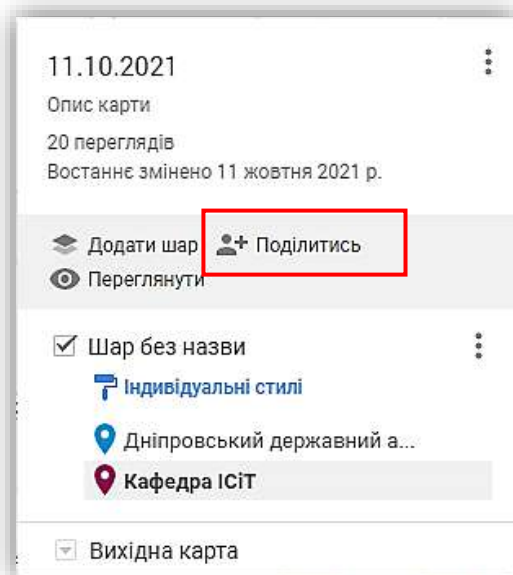 11.10.2021
Опис карти
20 переглядів
Востаннє змінено 11 жовтня 2021 р.
Додати шар Поділитись
Переглянути
Шар без назви
Індивідуальні стилі
Дніпровський державний а...
Кафедра ІСіТ
Вихідна карта